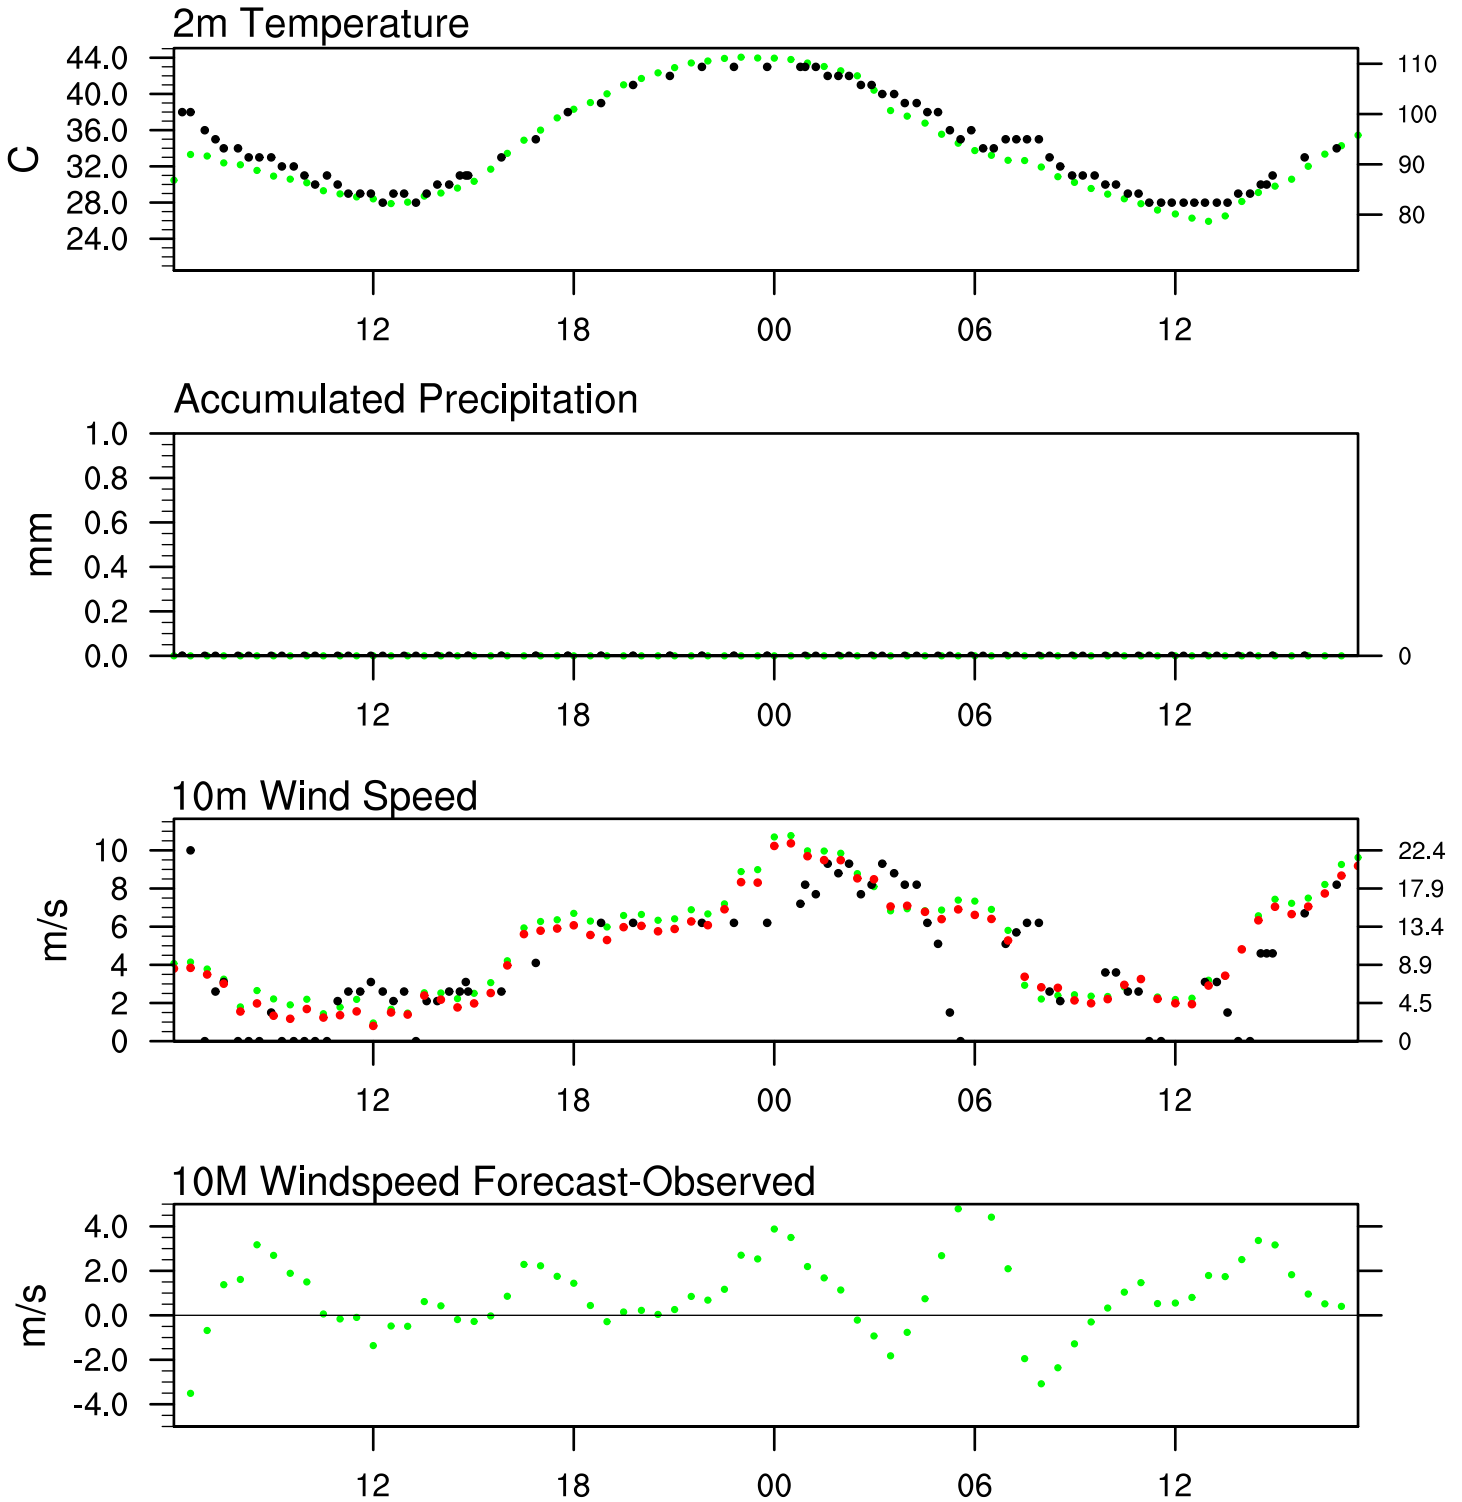 2m Temperature
44.0
40.0
36.0
32.0
28.0
24.0
C
110
100
90
80
12 18 00 06 12
Accumulated Precipitation
1.0
0.8
0.6
0.4
0.2
0.0
mm
0
12 18 00 06 12
10m Wind Speed
10
8
6
4
2
0
m/s
22.4
17.9
13.4
8.9
4.5
0
12 18 00 06 12
10M Windspeed Forecast-Observed
4.0
2.0
0.0
-2.0
-4.0
m/s
12 18 00 06 12